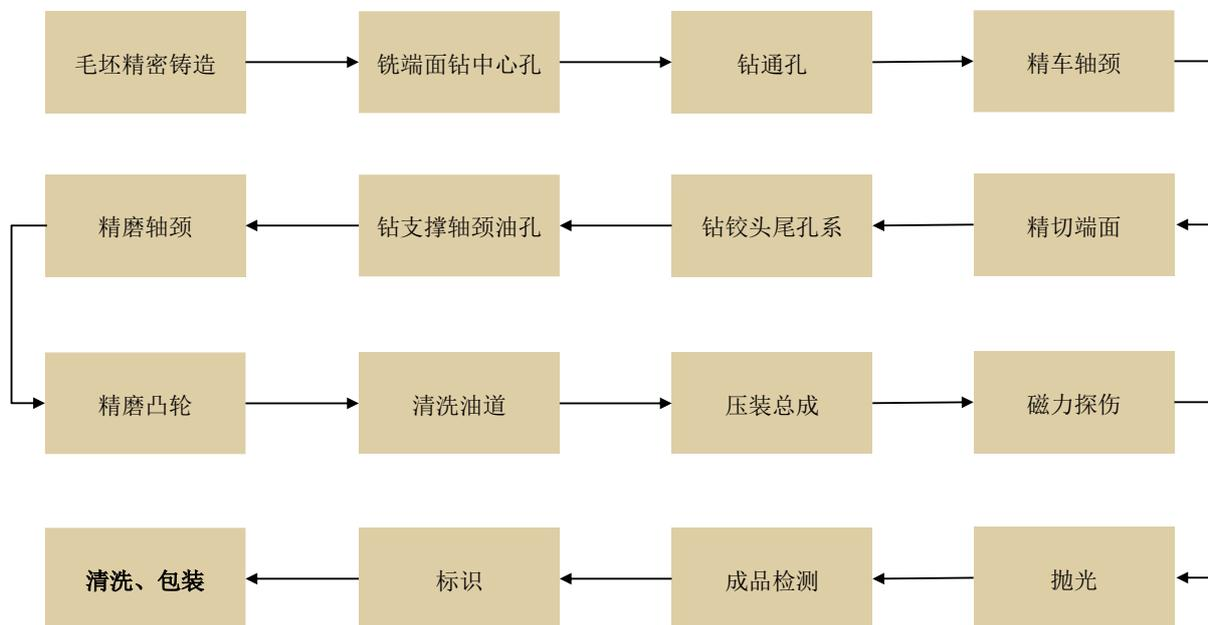 毛坯精密铸造
铣端面钻中心孔
钻通孔
精车轴颈
精切端面
钻铰头尾孔系
钻支撑轴颈油孔
精磨轴颈
精磨凸轮
清洗油道
压装总成
磁力探伤
抛光
成品检测
标识
清洗、包装